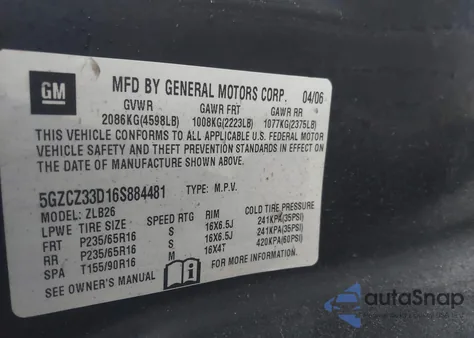 GM
MFD BY GENERAL MOTORS CORP. 04/06
GVWR GAWR FRT GAWR RR
2086KG(4598LB) 1008KG(2223LB) 1077KG(2375LB)
THIS VEHICLE CONFORMS TO ALL APPLICABLE U.S. FEDERAL MOTOR
VEHICLE SAFETY AND THEFT PREVENTION STANDARDS IN EFFECT ON
THE DATE OF MANUFACTURE SHOWN ABOVE.
5GZCZ33D16S884481 TYPE: M.P.V.
MODEL: ZLB26
LPWE TIRE SIZE SPEED RTG RIM COLD TIRE PRESSURE
FRT P235/65R16 S 16X6.5J 241KPA(35PSI)
RR P235/65R16 S 16X6.5J 241KPA(35PSI)
SPA T155/90R16 M 16X4T 420KPA(60PSI)
SEE OWNER'S MANUAL
autoSnap